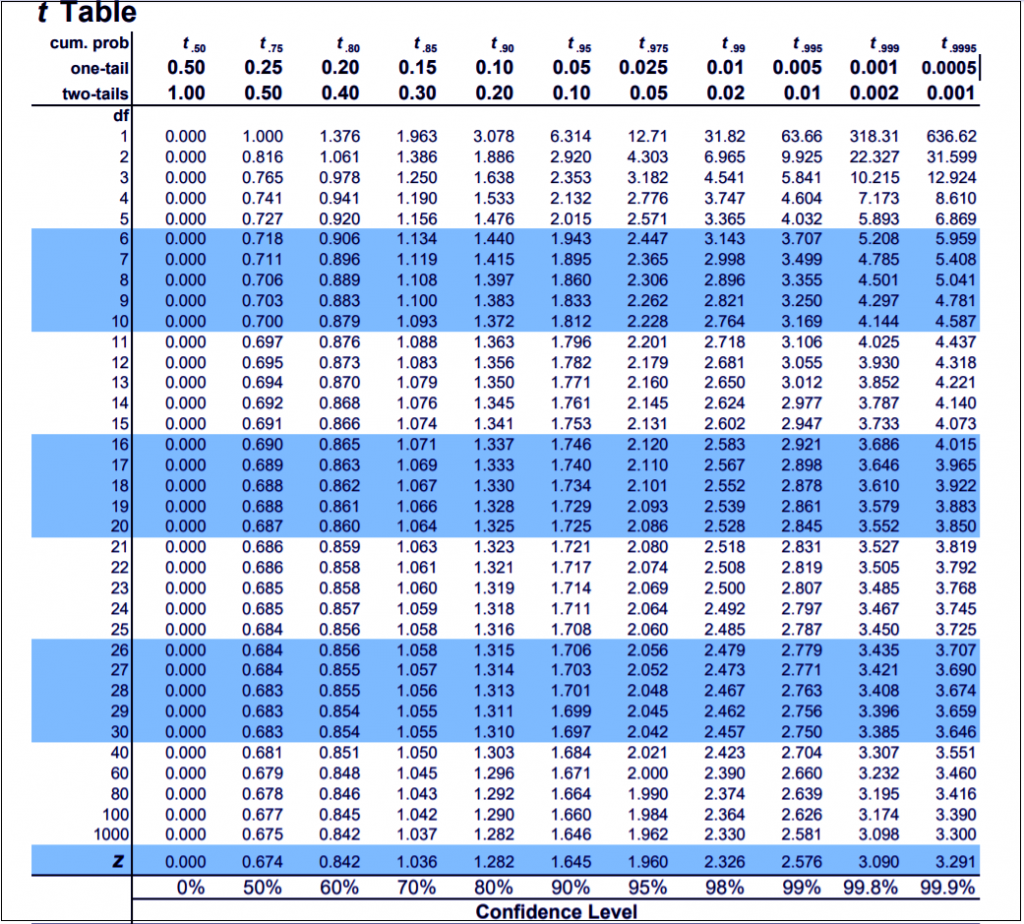 t Table
cum. prob t.50 t.75 t.80 t.85 t.90 t.95 t.975 t.99 t.995 t.999 t.9995
one-tail 0.50 0.25 0.20 0.15 0.10 0.05 0.025 0.01 0.005 0.001 0.0005
two-tails 1.00 0.50 0.40 0.30 0.20 0.10 0.05 0.02 0.01 0.002 0.001
df
1 0.000 1.000 1.376 1.963 3.078 6.314 12.71 31.82 63.66 318.31 636.62
2 0.000 0.816 1.061 1.386 1.886 2.920 4.303 6.965 9.925 22.327 31.599
3 0.000 0.765 0.978 1.250 1.638 2.353 3.182 4.541 5.841 10.215 12.924
4 0.000 0.741 0.941 1.190 1.533 2.132 2.776 3.747 4.604 7.173 8.610
5 0.000 0.727 0.920 1.156 1.476 2.015 2.571 3.365 4.032 5.893 6.869
6 0.000 0.718 0.906 1.134 1.440 1.943 2.447 3.143 3.707 5.208 5.959
7 0.000 0.711 0.896 1.119 1.415 1.895 2.365 2.998 3.499 4.785 5.408
8 0.000 0.706 0.889 1.108 1.397 1.860 2.306 2.896 3.355 4.501 5.041
9 0.000 0.703 0.883 1.100 1.383 1.833 2.262 2.821 3.250 4.297 4.781
10 0.000 0.700 0.879 1.093 1.372 1.812 2.228 2.764 3.169 4.144 4.587
11 0.000 0.697 0.876 1.088 1.363 1.796 2.201 2.718 3.106 4.025 4.437
12 0.000 0.695 0.873 1.083 1.356 1.782 2.179 2.681 3.055 3.930 4.318
13 0.000 0.694 0.870 1.079 1.350 1.771 2.160 2.650 3.012 3.852 4.221
14 0.000 0.692 0.868 1.076 1.345 1.761 2.145 2.624 2.977 3.787 4.140
15 0.000 0.691 0.866 1.074 1.341 1.753 2.131 2.602 2.947 3.733 4.073
16 0.000 0.690 0.865 1.071 1.337 1.746 2.120 2.583 2.921 3.686 4.015
17 0.000 0.689 0.863 1.069 1.333 1.740 2.110 2.567 2.898 3.646 3.965
18 0.000 0.688 0.862 1.067 1.330 1.734 2.101 2.552 2.878 3.610 3.922
19 0.000 0.688 0.861 1.066 1.328 1.729 2.093 2.539 2.861 3.579 3.883
20 0.000 0.687 0.860 1.064 1.325 1.725 2.086 2.528 2.845 3.552 3.850
21 0.000 0.686 0.859 1.063 1.323 1.721 2.080 2.518 2.831 3.527 3.819
22 0.000 0.686 0.858 1.061 1.321 1.717 2.074 2.508 2.819 3.505 3.792
23 0.000 0.685 0.858 1.060 1.319 1.714 2.069 2.500 2.807 3.485 3.768
24 0.000 0.685 0.857 1.059 1.318 1.711 2.064 2.492 2.797 3.467 3.745
25 0.000 0.684 0.856 1.058 1.316 1.708 2.060 2.485 2.787 3.450 3.725
26 0.000 0.684 0.856 1.058 1.315 1.706 2.056 2.479 2.779 3.435 3.707
27 0.000 0.684 0.855 1.057 1.314 1.703 2.052 2.473 2.771 3.421 3.690
28 0.000 0.683 0.855 1.056 1.313 1.701 2.048 2.467 2.763 3.408 3.674
29 0.000 0.683 0.854 1.055 1.311 1.699 2.045 2.462 2.756 3.396 3.659
30 0.000 0.683 0.854 1.055 1.310 1.697 2.042 2.457 2.750 3.385 3.646
40 0.000 0.681 0.851 1.050 1.303 1.684 2.021 2.423 2.704 3.307 3.551
60 0.000 0.679 0.848 1.045 1.296 1.671 2.000 2.390 2.660 3.232 3.460
80 0.000 0.678 0.846 1.043 1.292 1.664 1.990 2.374 2.639 3.195 3.416
100 0.000 0.677 0.845 1.042 1.290 1.660 1.984 2.364 2.626 3.174 3.390
1000 0.000 0.675 0.842 1.037 1.282 1.646 1.962 2.330 2.581 3.098 3.300
z 0.000 0.674 0.842 1.036 1.282 1.645 1.960 2.326 2.576 3.090 3.291
0% 50% 60% 70% 80% 90% 95% 98% 99% 99.8% 99.9%
Confidence Level